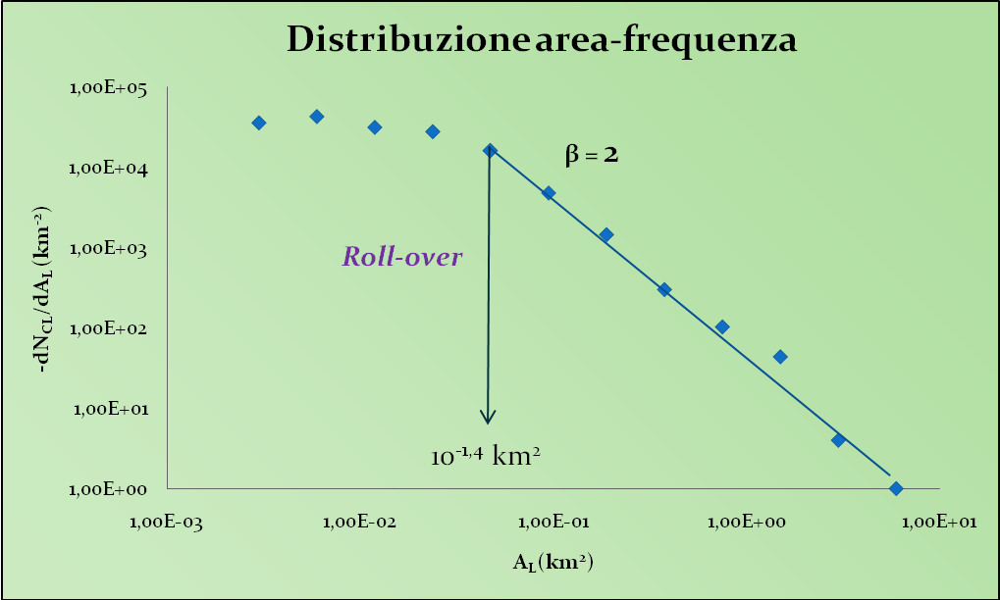 Distribuzione area-frequenza
1,00E+05
1,00E+04
1,00E+03
1,00E+02
1,00E+01
1,00E+00
-dN_CL/dA_L (km⁻²)
β = 2
Roll-over
10⁻¹,⁴ km²
1,00E-03
1,00E-02
1,00E-01
1,00E+00
1,00E+01
A_L (km²)